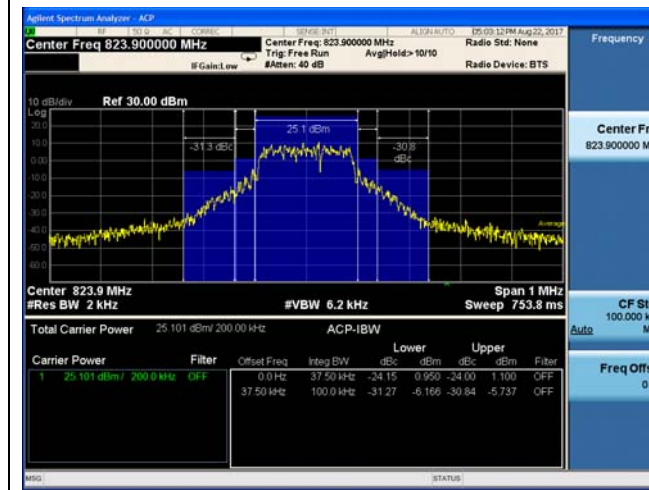 Agilent Spectrum Analyzer - ACP
RF 50 Ω AC CORREC SENSE:INT ALIGN AUTO 05:03:12 PM Aug 22, 2017
Center Freq 823.900000 MHz
Center Freq: 823.900000 MHz
Radio Std: None
Trig: Free Run Avg|Hold:> 10/10
IFGain:Low
#Atten: 40 dB
Radio Device: BTS
Frequency
10 dB/div Ref 30.00 dBm
Log
20.0
10.0
0.00
-10.0
-20.0
-30.0
-40.0
-50.0
-60.0
25.1 dBm
-31.3 dBc
-30.8
dBc
Average
Center Fr
823.900000 M
Center 823.9 MHz
Span 1 MHz
#Res BW 2 kHz
#VBW 6.2 kHz
Sweep 753.8 ms
CF St
100.000 k
Auto M
Total Carrier Power 25.101 dBm/ 200.00 kHz
ACP-IBW
Lower Upper
Carrier Power Filter
Offset Freq Integ BW dBc dBm dBc dBm Filter
1 25.101 dBm / 200.0 kHz OFF
0.0 Hz 37.50 kHz -24.15 0.950 -24.00 1.100 OFF
37.50 kHz 100.0 kHz -31.27 -6.166 -30.84 -5.737 OFF
Freq Offs
0
MSG
STATUS